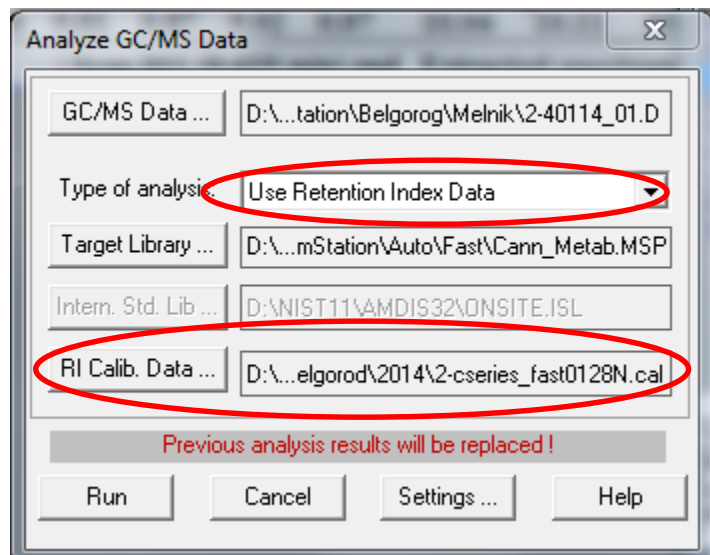 Analyze GC/MS Data
GC/MS Data ... D:\...tation\Belgorog\Melnik\2-40114_01.D
Type of analysis: Use Retention Index Data
Target Library ... D:\...mStation\Auto\Fast\Cann_Metab.MSP
Intern. Std. Lib ... D:\NIST11\AMDIS32\ONSITE.ISL
RI Calib. Data ... D:\...elgorod\2014\2-cseries_fast0128N.cal
Previous analysis results will be replaced !
Run Cancel Settings ... Help